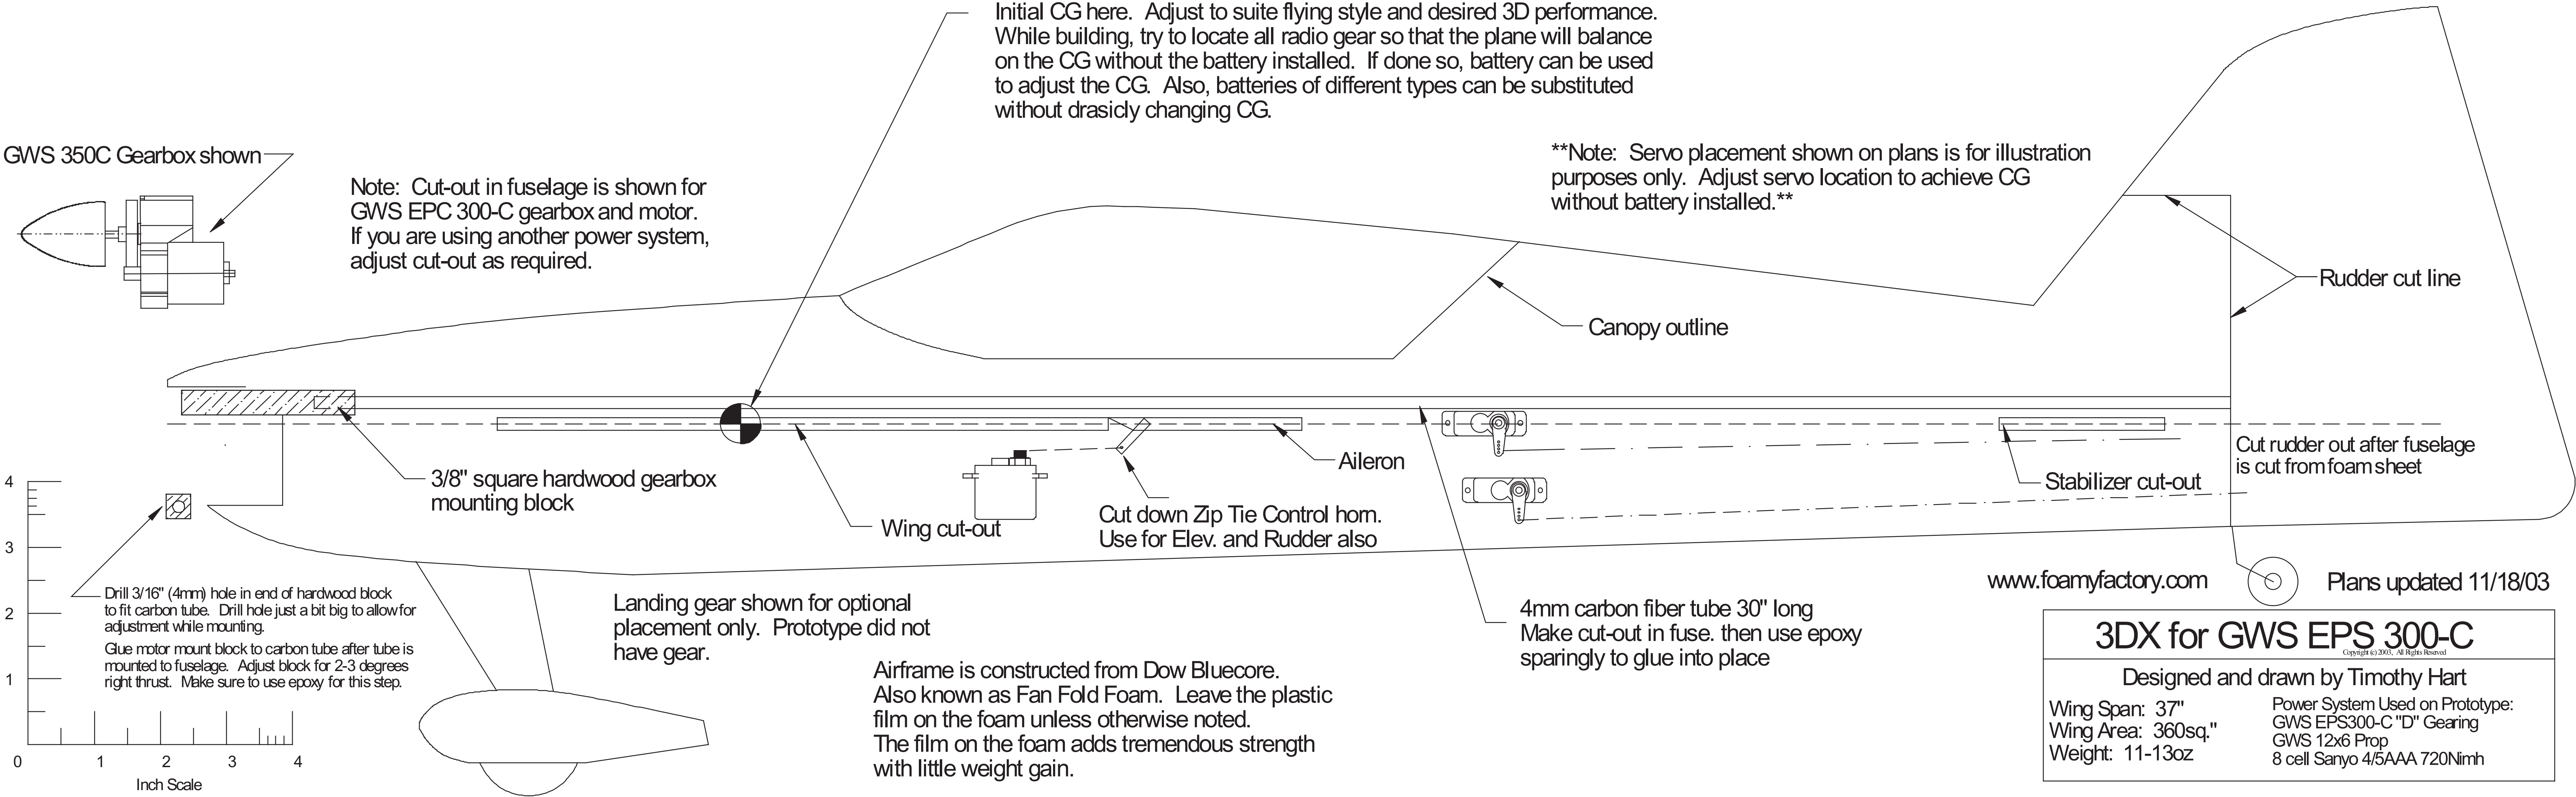 Initial CG here.  Adjust to suite flying style and desired 3D performance.
While building, try to locate all radio gear so that the plane will balance
on the CG without the battery installed.  If done so, battery can be used
to adjust the CG.  Also, batteries of different types can be substituted
without drasicly changing CG.
GWS 350C Gearbox shown
Note:  Cut-out in fuselage is shown for
GWS EPC 300-C gearbox and motor.
If you are using another power system,
adjust cut-out as required.
**Note:  Servo placement shown on plans is for illustration
purposes only.  Adjust servo location to achieve CG
without battery installed.**
Rudder cut line
Canopy outline
3/8" square hardwood gearbox
mounting block
Wing cut-out
Cut down Zip Tie Control horn.
Use for Elev. and Rudder also
Aileron
Stabilizer cut-out
Cut rudder out after fuselage
is cut from foam sheet
4
3
2
1
0
1
2
3
4
Inch Scale
Drill 3/16" (4mm) hole in end of hardwood block
to fit carbon tube.  Drill hole just a bit big to allow for
adjustment while mounting.
Glue motor mount block to carbon tube after tube is
mounted to fuselage.  Adjust block for 2-3 degrees
right thrust.  Make sure to use epoxy for this step.
Landing gear shown for optional
placement only.  Prototype did not
have gear.
Airframe is constructed from Dow Bluecore.
Also known as Fan Fold Foam.  Leave the plastic
film on the foam unless otherwise noted.
The film on the foam adds tremendous strength
with little weight gain.
4mm carbon fiber tube 30" long
Make cut-out in fuse. then use epoxy
sparingly to glue into place
www.foamyfactory.com
Plans updated 11/18/03
3DX for GWS EPS 300-C
Copyright (c) 2003,  All Rights Reserved
Designed and drawn by Timothy Hart
Wing Span:  37"
Wing Area:  360sq."
Weight:  11-13oz
Power System Used on Prototype:
GWS EPS300-C "D" Gearing
GWS 12x6 Prop
8 cell Sanyo 4/5AAA 720Nimh